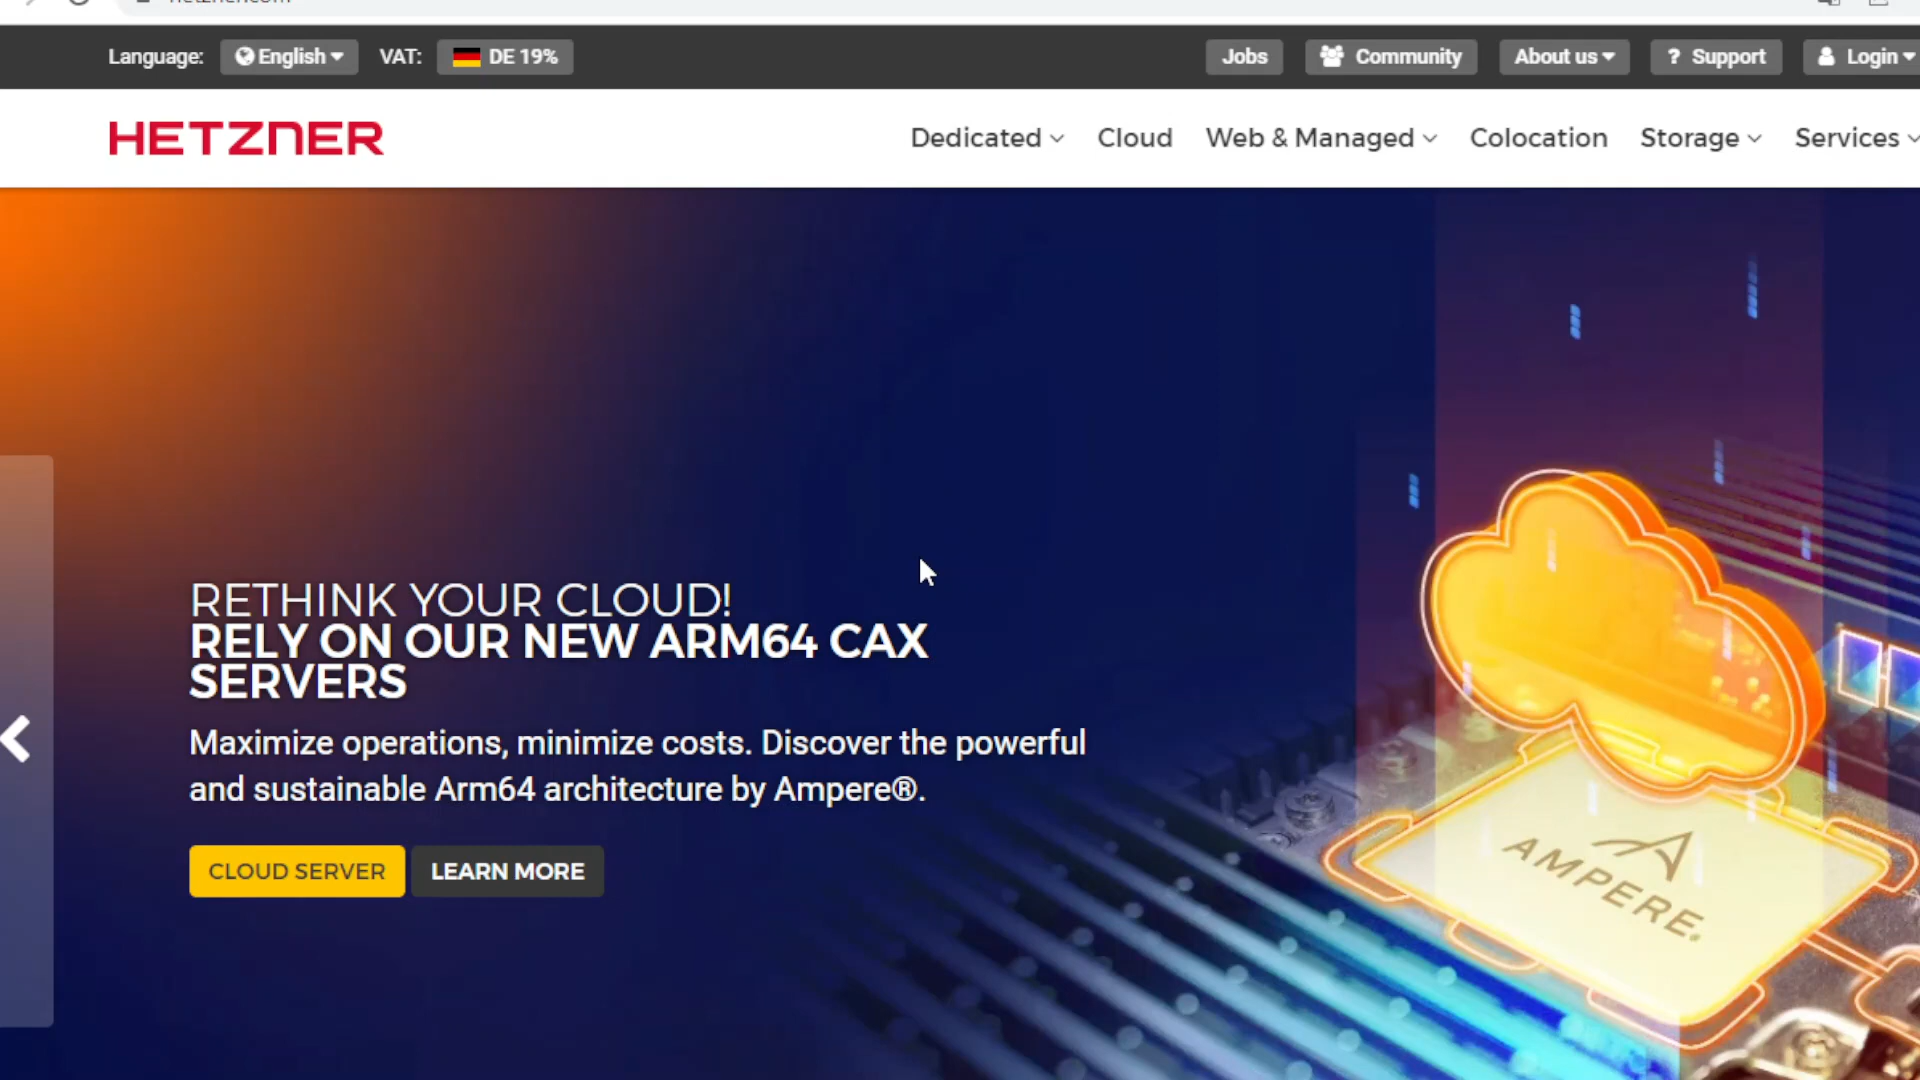 Language: English VAT: DE 19% Jobs Community About us ? Support Login
HETZNER Dedicated Cloud Web & Managed Colocation Storage Services
RETHINK YOUR CLOUD!
RELY ON OUR NEW ARM64 CAX
SERVERS
Maximize operations, minimize costs. Discover the powerful
and sustainable Arm64 architecture by Ampere®.
CLOUD SERVER LEARN MORE
AMPERE.